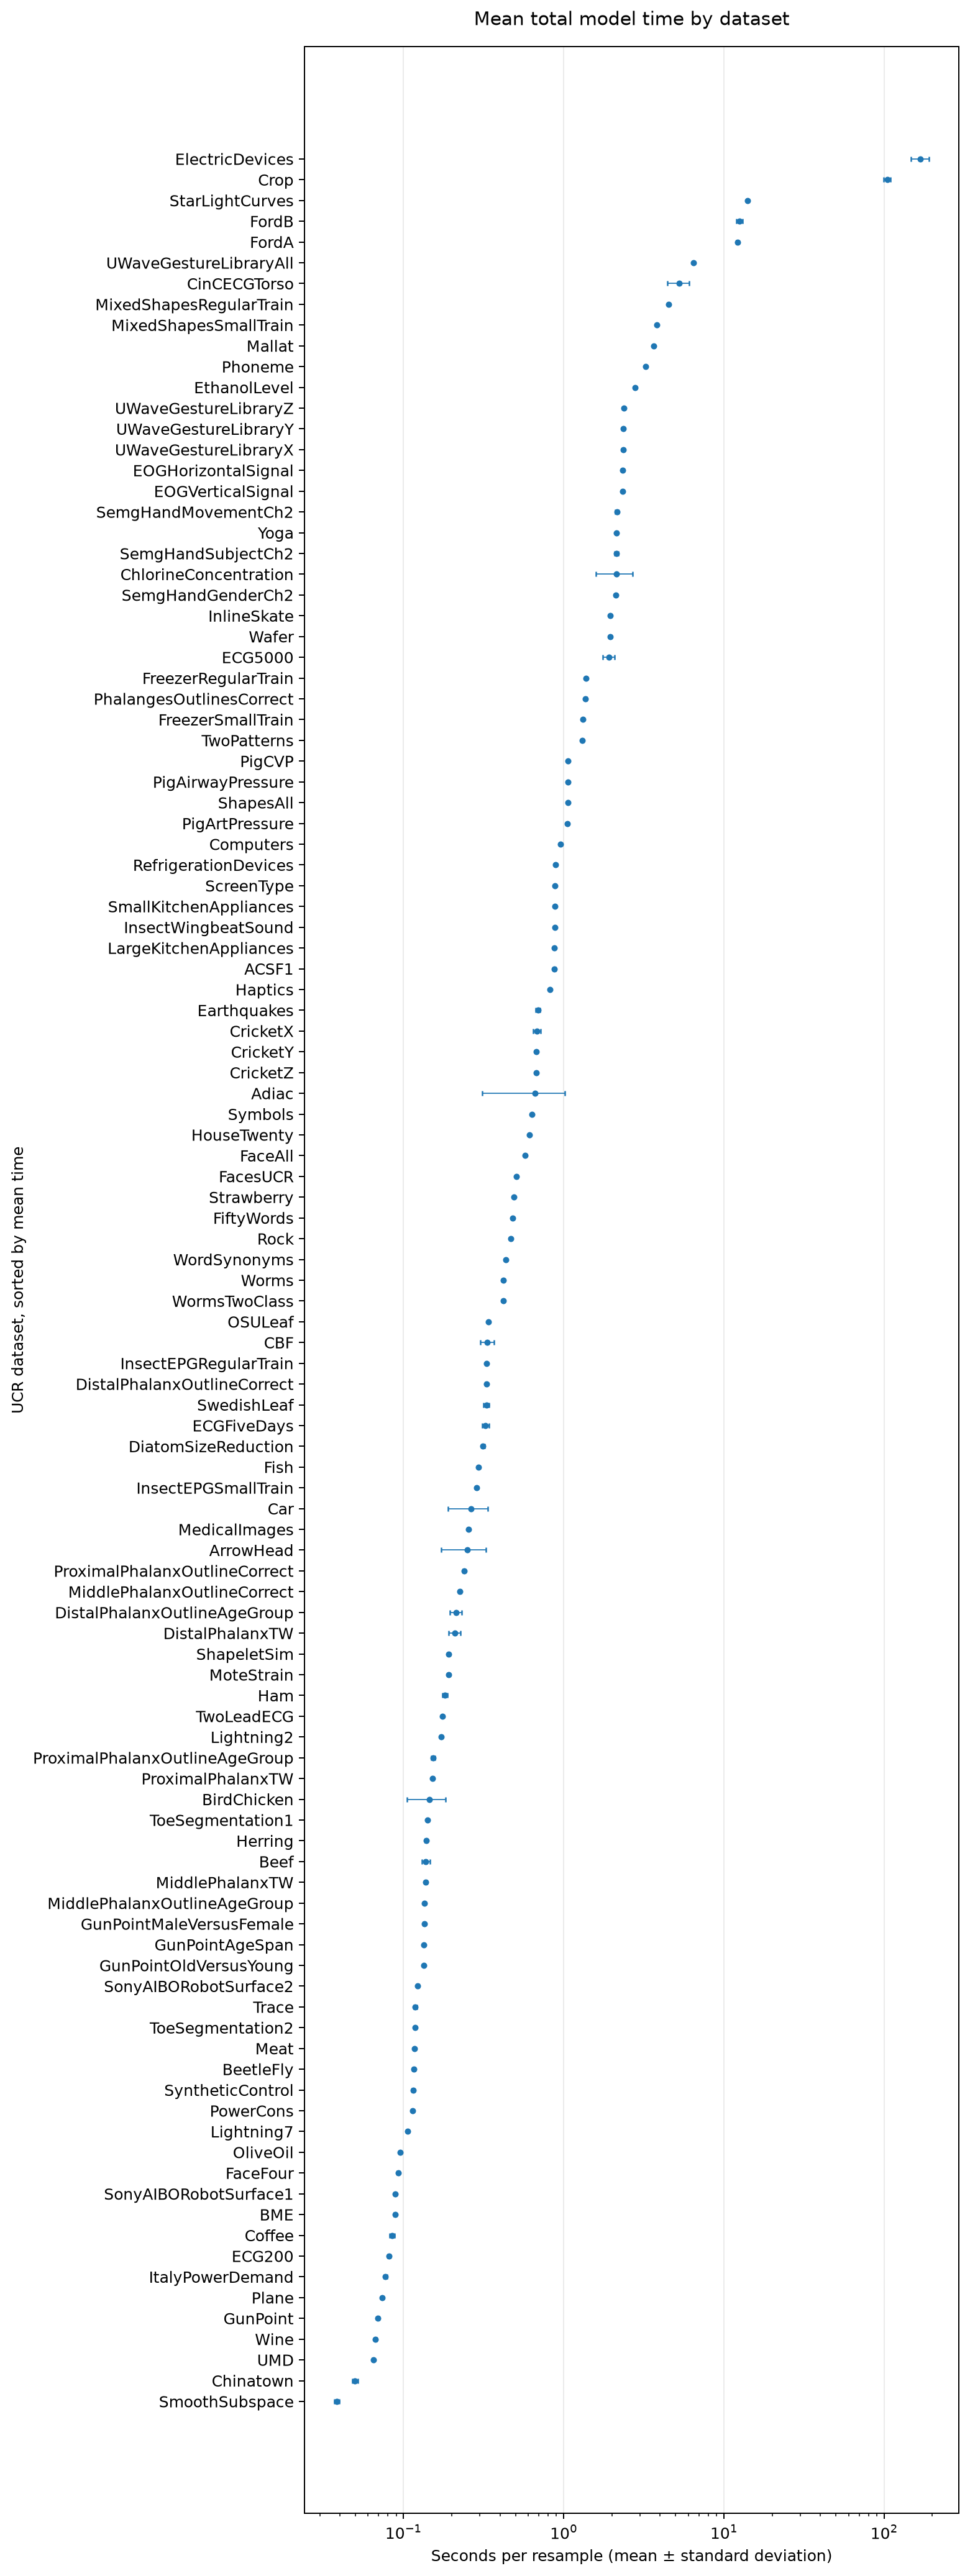 Mean total model time by dataset
ElectricDevices
Crop
StarLightCurves
FordB
FordA
UWaveGestureLibraryAll
CinCECGTorso
MixedShapesRegularTrain
MixedShapesSmallTrain
Mallat
Phoneme
EthanolLevel
UWaveGestureLibraryZ
UWaveGestureLibraryY
UWaveGestureLibraryX
EOGHorizontalSignal
EOGVerticalSignal
SemgHandMovementCh2
Yoga
SemgHandSubjectCh2
ChlorineConcentration
SemgHandGenderCh2
InlineSkate
Wafer
ECG5000
FreezerRegularTrain
PhalangesOutlinesCorrect
FreezerSmallTrain
TwoPatterns
PigCVP
PigAirwayPressure
ShapesAll
PigArtPressure
Computers
RefrigerationDevices
ScreenType
SmallKitchenAppliances
InsectWingbeatSound
LargeKitchenAppliances
ACSF1
Haptics
Earthquakes
CricketX
CricketY
CricketZ
Adiac
Symbols
HouseTwenty
FaceAll
FacesUCR
Strawberry
FiftyWords
Rock
WordSynonyms
Worms
WormsTwoClass
OSULeaf
CBF
InsectEPGRegularTrain
DistalPhalanxOutlineCorrect
SwedishLeaf
ECGFiveDays
DiatomSizeReduction
Fish
InsectEPGSmallTrain
Car
MedicalImages
ArrowHead
ProximalPhalanxOutlineCorrect
MiddlePhalanxOutlineCorrect
DistalPhalanxOutlineAgeGroup
DistalPhalanxTW
ShapeletSim
MoteStrain
Ham
TwoLeadECG
Lightning2
ProximalPhalanxOutlineAgeGroup
ProximalPhalanxTW
BirdChicken
ToeSegmentation1
Herring
Beef
MiddlePhalanxTW
MiddlePhalanxOutlineAgeGroup
GunPointMaleVersusFemale
GunPointAgeSpan
GunPointOldVersusYoung
SonyAIBORobotSurface2
Trace
ToeSegmentation2
Meat
BeetleFly
SyntheticControl
PowerCons
Lightning7
OliveOil
FaceFour
SonyAIBORobotSurface1
BME
Coffee
ECG200
ItalyPowerDemand
Plane
GunPoint
Wine
UMD
Chinatown
SmoothSubspace
UCR dataset, sorted by mean time
10⁻¹ 10⁰ 10¹ 10²
Seconds per resample (mean ± standard deviation)